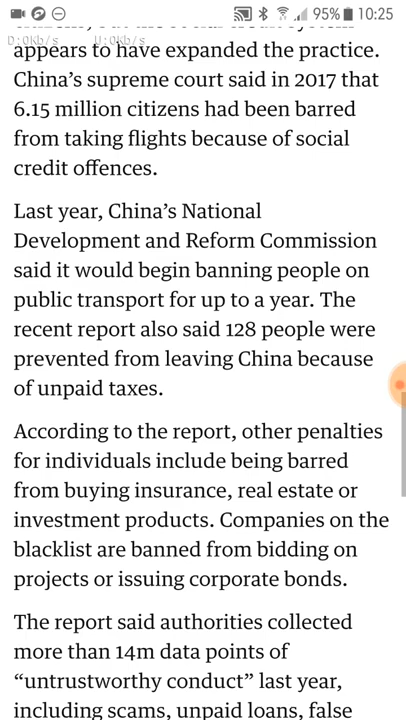 95% 10:25
D:0Kb/s U:0Kb/s
appears to have expanded the practice.
China’s supreme court said in 2017 that
6.15 million citizens had been barred
from taking flights because of social
credit offences.
Last year, China’s National
Development and Reform Commission
said it would begin banning people on
public transport for up to a year. The
recent report also said 128 people were
prevented from leaving China because
of unpaid taxes.
According to the report, other penalties
for individuals include being barred
from buying insurance, real estate or
investment products. Companies on the
blacklist are banned from bidding on
projects or issuing corporate bonds.
The report said authorities collected
more than 14m data points of
“untrustworthy conduct” last year,
including scams, unpaid loans, false